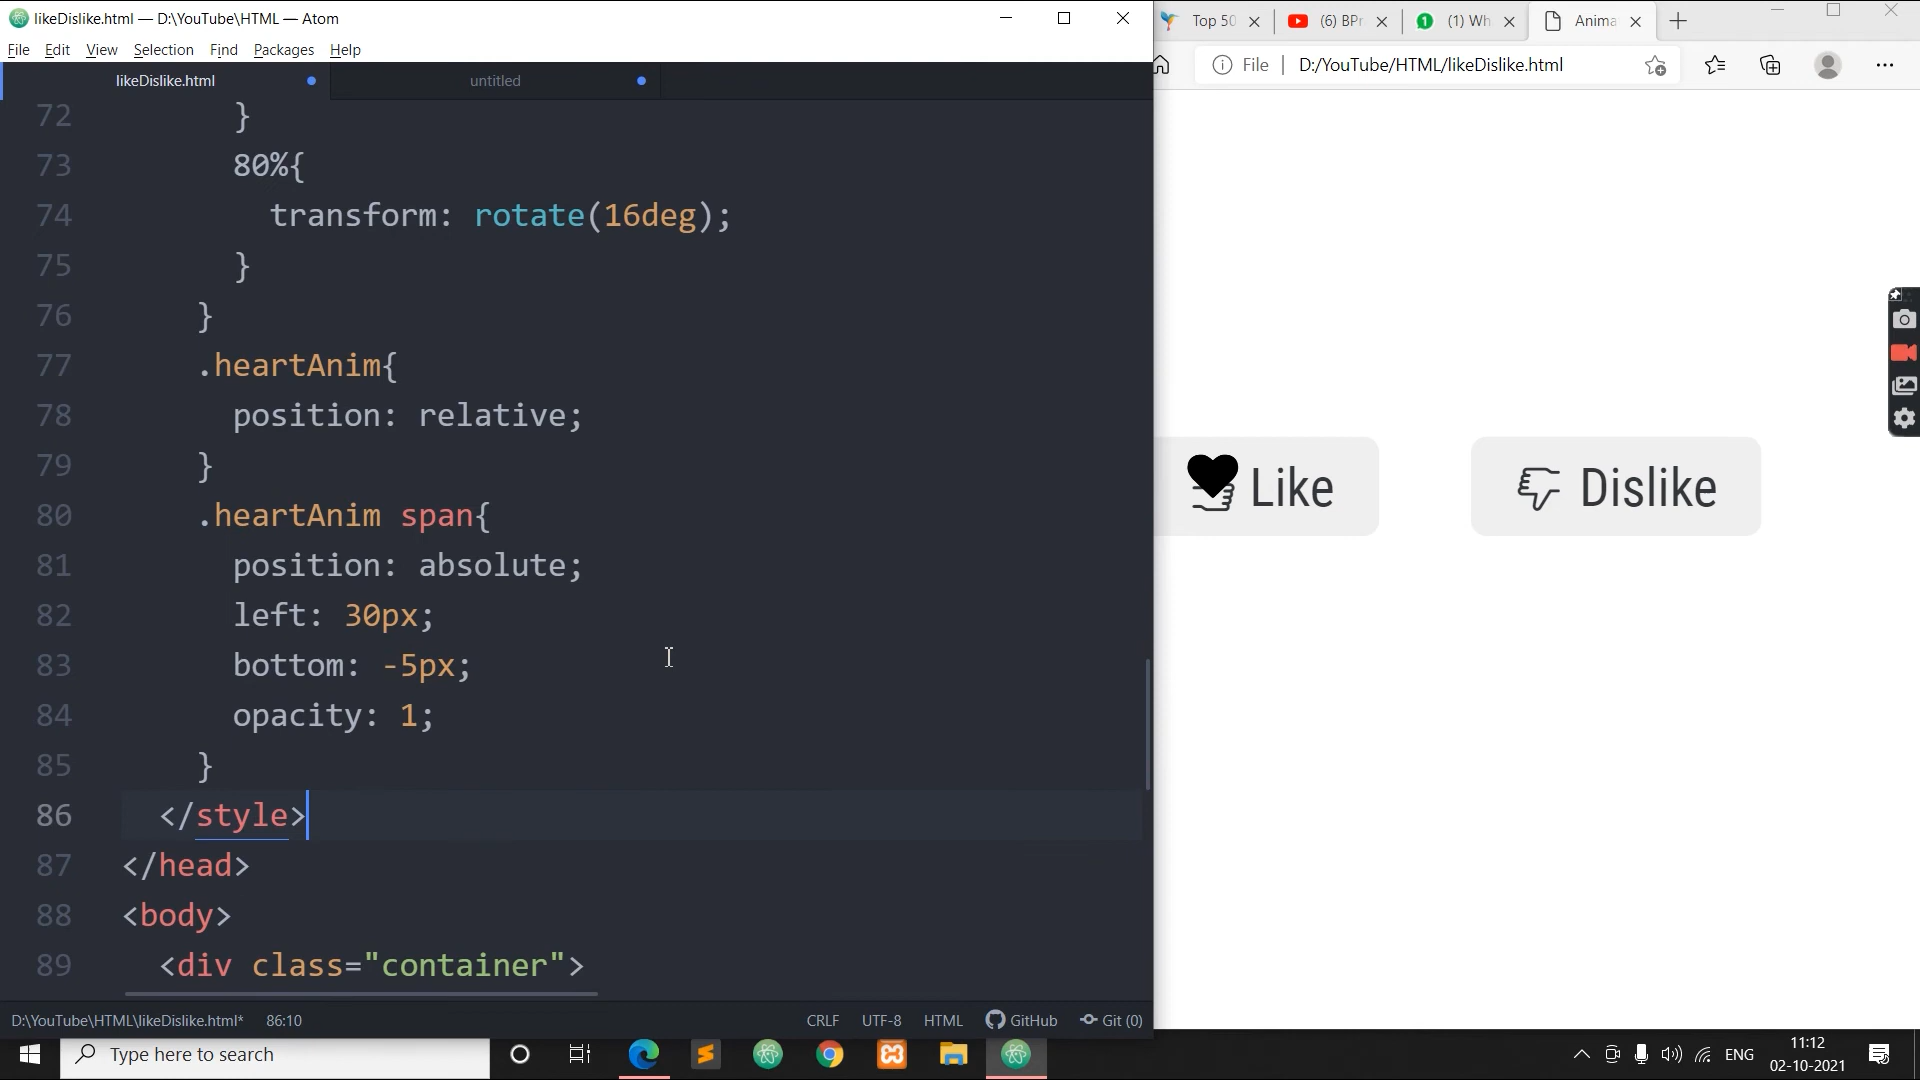 likeDislike.html — D:\YouTube\HTML — Atom
File Edit View Selection Find Packages Help
likeDislike.html
untitled
72 }
73 80%{
74 transform: rotate(16deg);
75 }
76 }
77 .heartAnim{
78 position: relative;
79 }
80 .heartAnim span{
81 position: absolute;
82 left: 30px;
83 bottom: -5px;
84 opacity: 1;
85 }
86 </style>
87 </head>
88 <body>
89 <div class="container">
D:\YouTube\HTML\likeDislike.html* 86:10 CRLF UTF-8 HTML GitHub Git (0)
Top 50 (6) BPr (1) Wh Anima
File D:/YouTube/HTML/likeDislike.html
Like
Dislike
Type here to search
ENG
11:12
02-10-2021